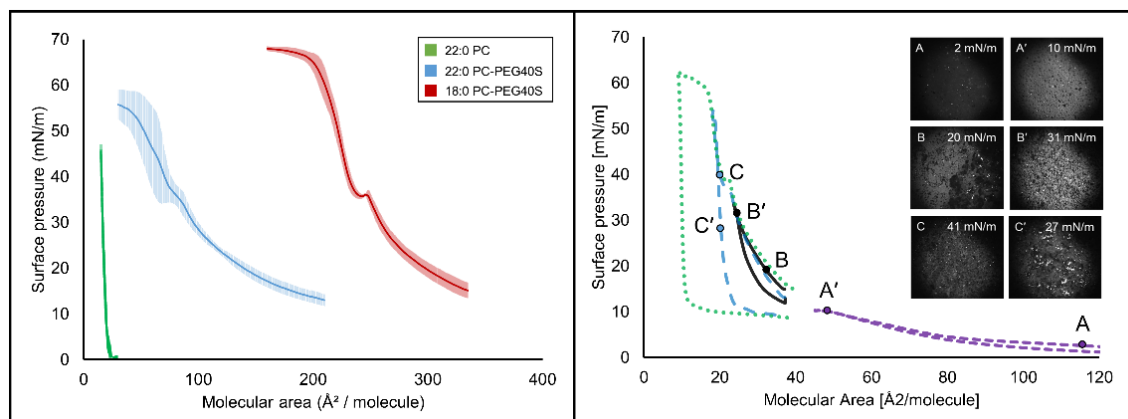 70
60
50
40
30
20
10
0
Surface pressure (mN/m)
22:0 PC
22:0 PC-PEG40S
18:0 PC-PEG40S
0
100
200
300
400
Molecular area (Å² / molecule)
70
60
50
40
30
20
10
0
Surface pressure [mN/m]
C
B′
C′
B
A′
A
A 2 mN/m
A′ 10 mN/m
B 20 mN/m
B′ 31 mN/m
C 41 mN/m
C′ 27 mN/m
0
20
40
60
80
100
120
Molecular Area [Å2/molecule]